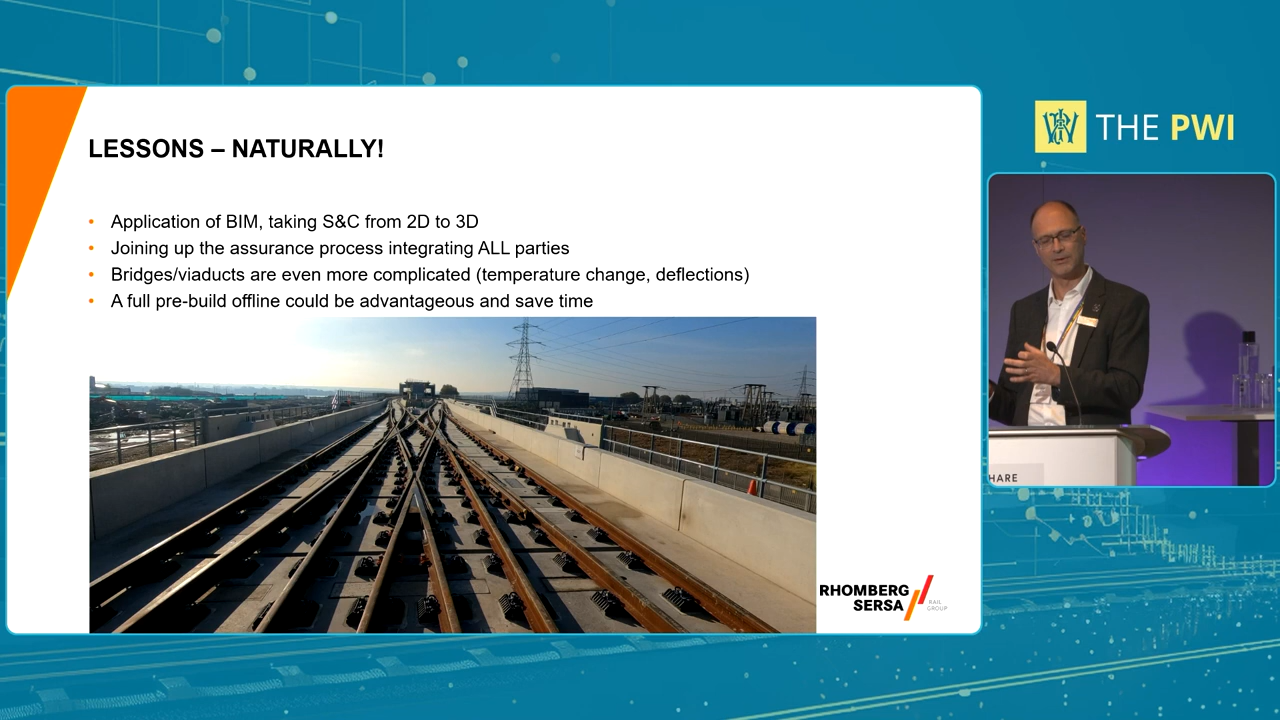 THE PWI
LESSONS – NATURALLY!
• Application of BIM, taking S&C from 2D to 3D
• Joining up the assurance process integrating ALL parties
• Bridges/viaducts are even more complicated (temperature change, deflections)
• A full pre-build offline could be advantageous and save time
HARE
RHOMBERG
SERSA
RAIL
GROUP